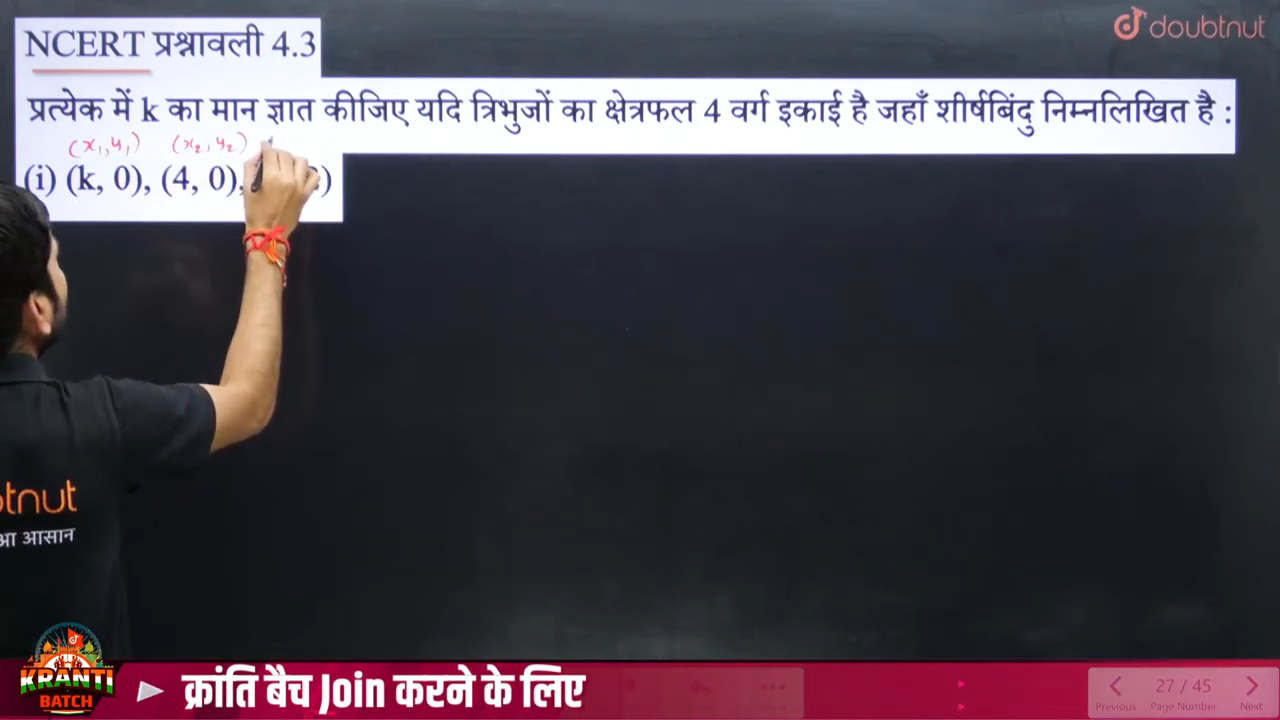 NCERT प्रश्नावली 4.3
doubtnut
प्रत्येक में k का मान ज्ञात कीजिए यदि त्रिभुजों का क्षेत्रफल 4 वर्ग इकाई है जहाँ शीर्षबिंदु निम्नलिखित है :
(x₁, y₁) (x₂, y₂)
(i) (k, 0), (4, 0),
btnut
आ आसान
KRANTI
BATCH
क्रांति बैच Join करने के लिए
27 / 45
Previous Page Number Next